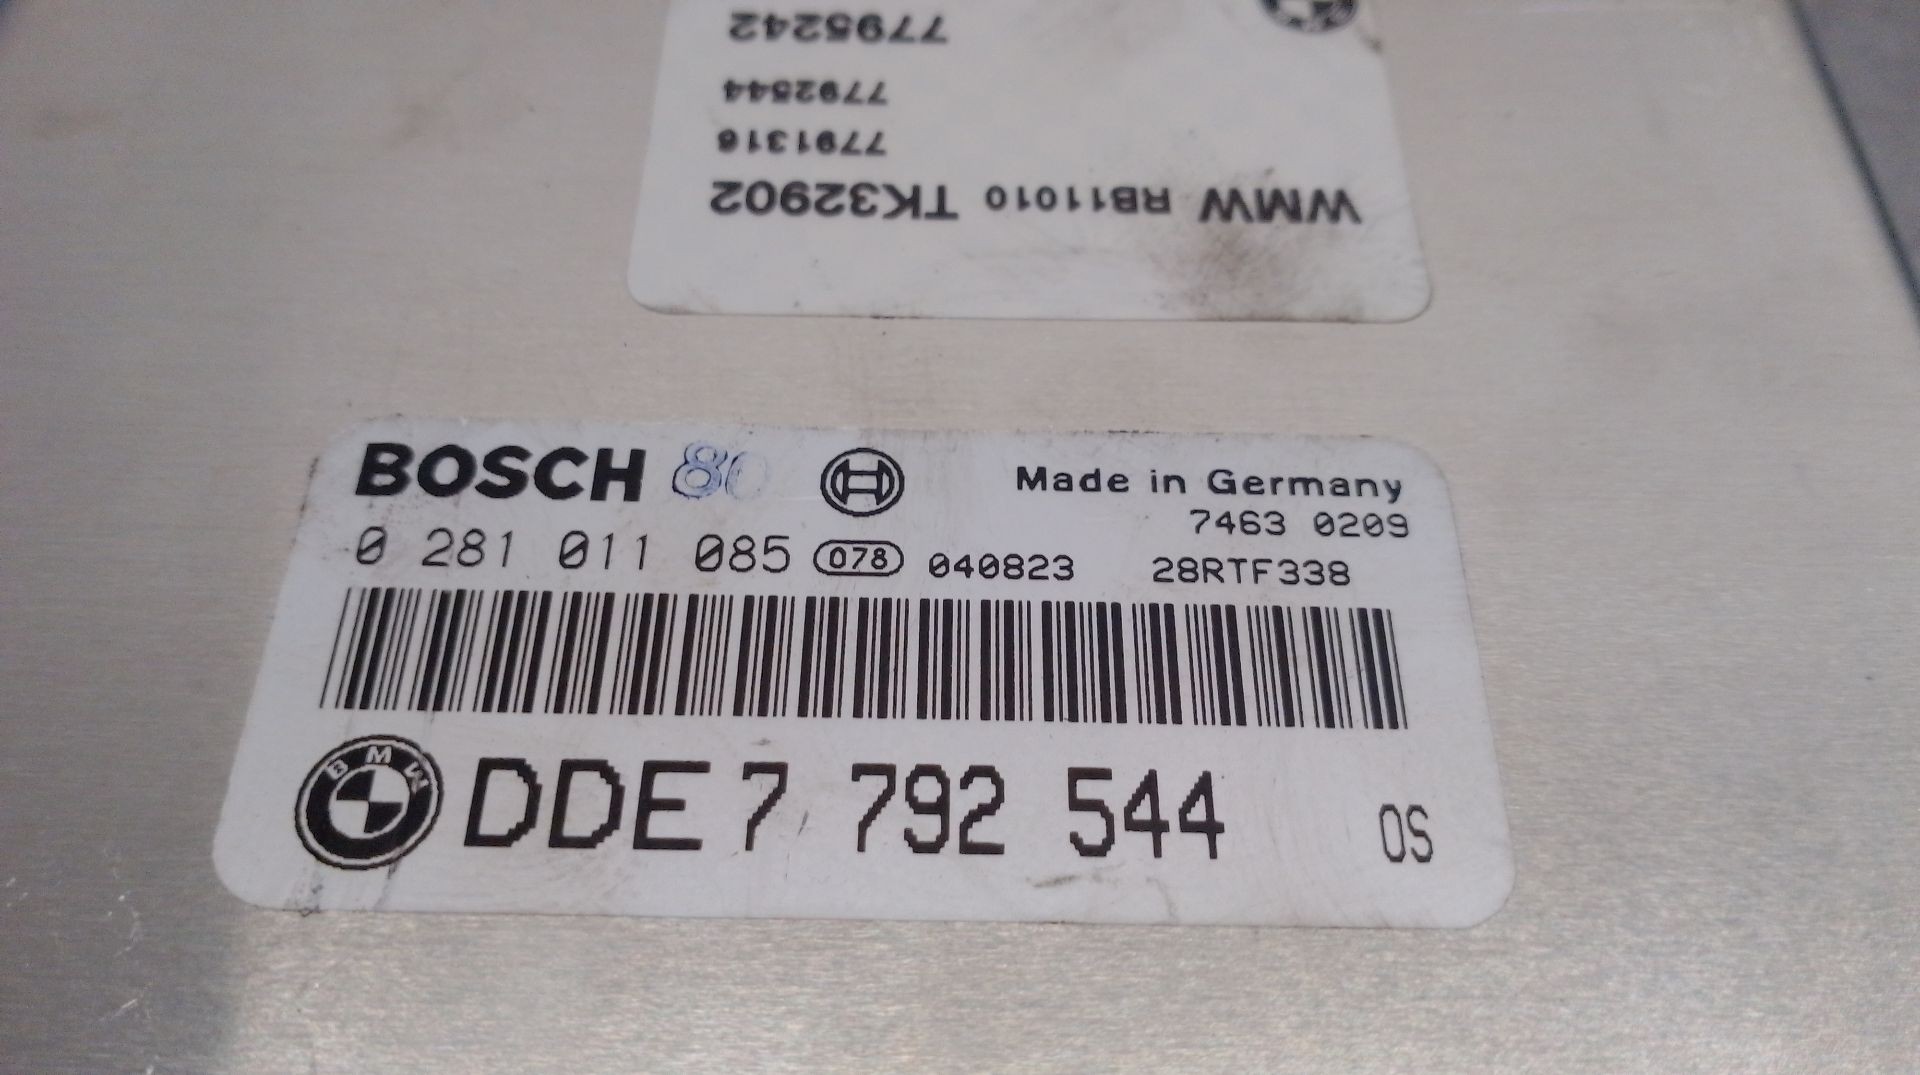 7795242
7792544
7791316
WMW RB11010 TK32902
BOSCH 80 Made in Germany
7463 0209
0 281 011 085 078 040823 28RTF338
BMW DDE 7 792 544 OS